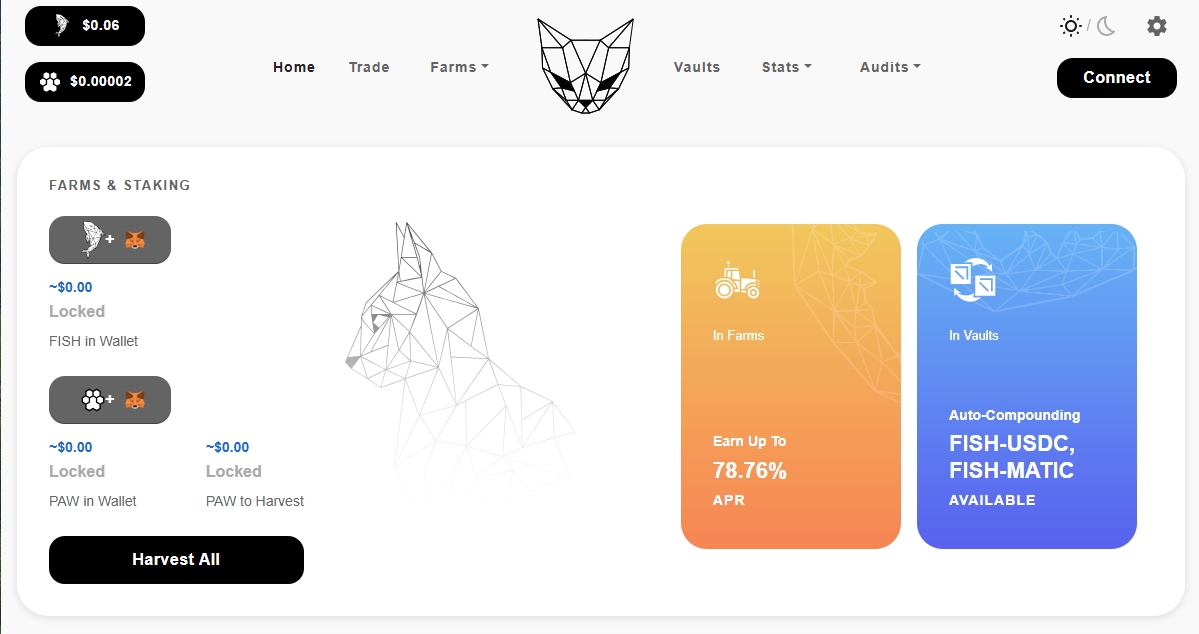 $0.06
$0.00002
Home
Trade
Farms
Vaults
Stats
/
Audits
Connect
FARMS & STAKING
+
~$0.00
Locked
FISH in Wallet
+
~$0.00
Locked
PAW in Wallet
~$0.00
Locked
PAW to Harvest
Harvest All
In Farms
Earn Up To
78.76%
APR
In Vaults
Auto-Compounding
FISH-USDC,
FISH-MATIC
AVAILABLE